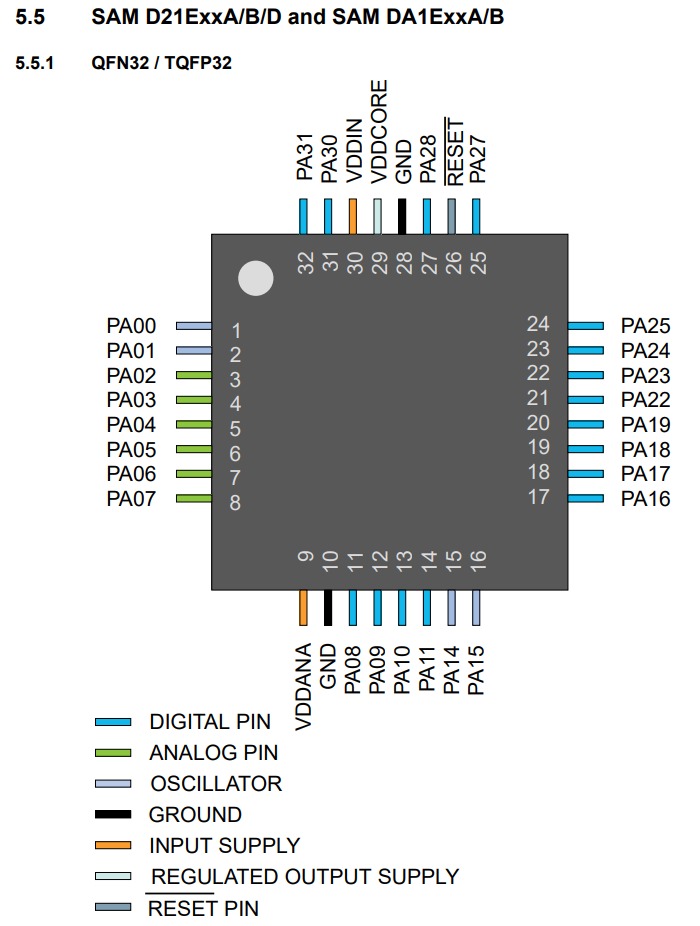 5.5 SAM D21ExxA/B/D and SAM DA1ExxA/B
5.5.1 QFN32 / TQFP32
PA31 PA30 VDDIN VDDCORE GND PA28 RESET PA27
32 31 30 29 28 27 26 25
PA00 1 24 PA25
PA01 2 23 PA24
PA02 3 22 PA23
PA03 4 21 PA22
PA04 5 20 PA19
PA05 6 19 PA18
PA06 7 18 PA17
PA07 8 17 PA16
9 10 11 12 13 14 15 16
VDDANA GND PA08 PA09 PA10 PA11 PA14 PA15
DIGITAL PIN
ANALOG PIN
OSCILLATOR
GROUND
INPUT SUPPLY
REGULATED OUTPUT SUPPLY
RESET PIN